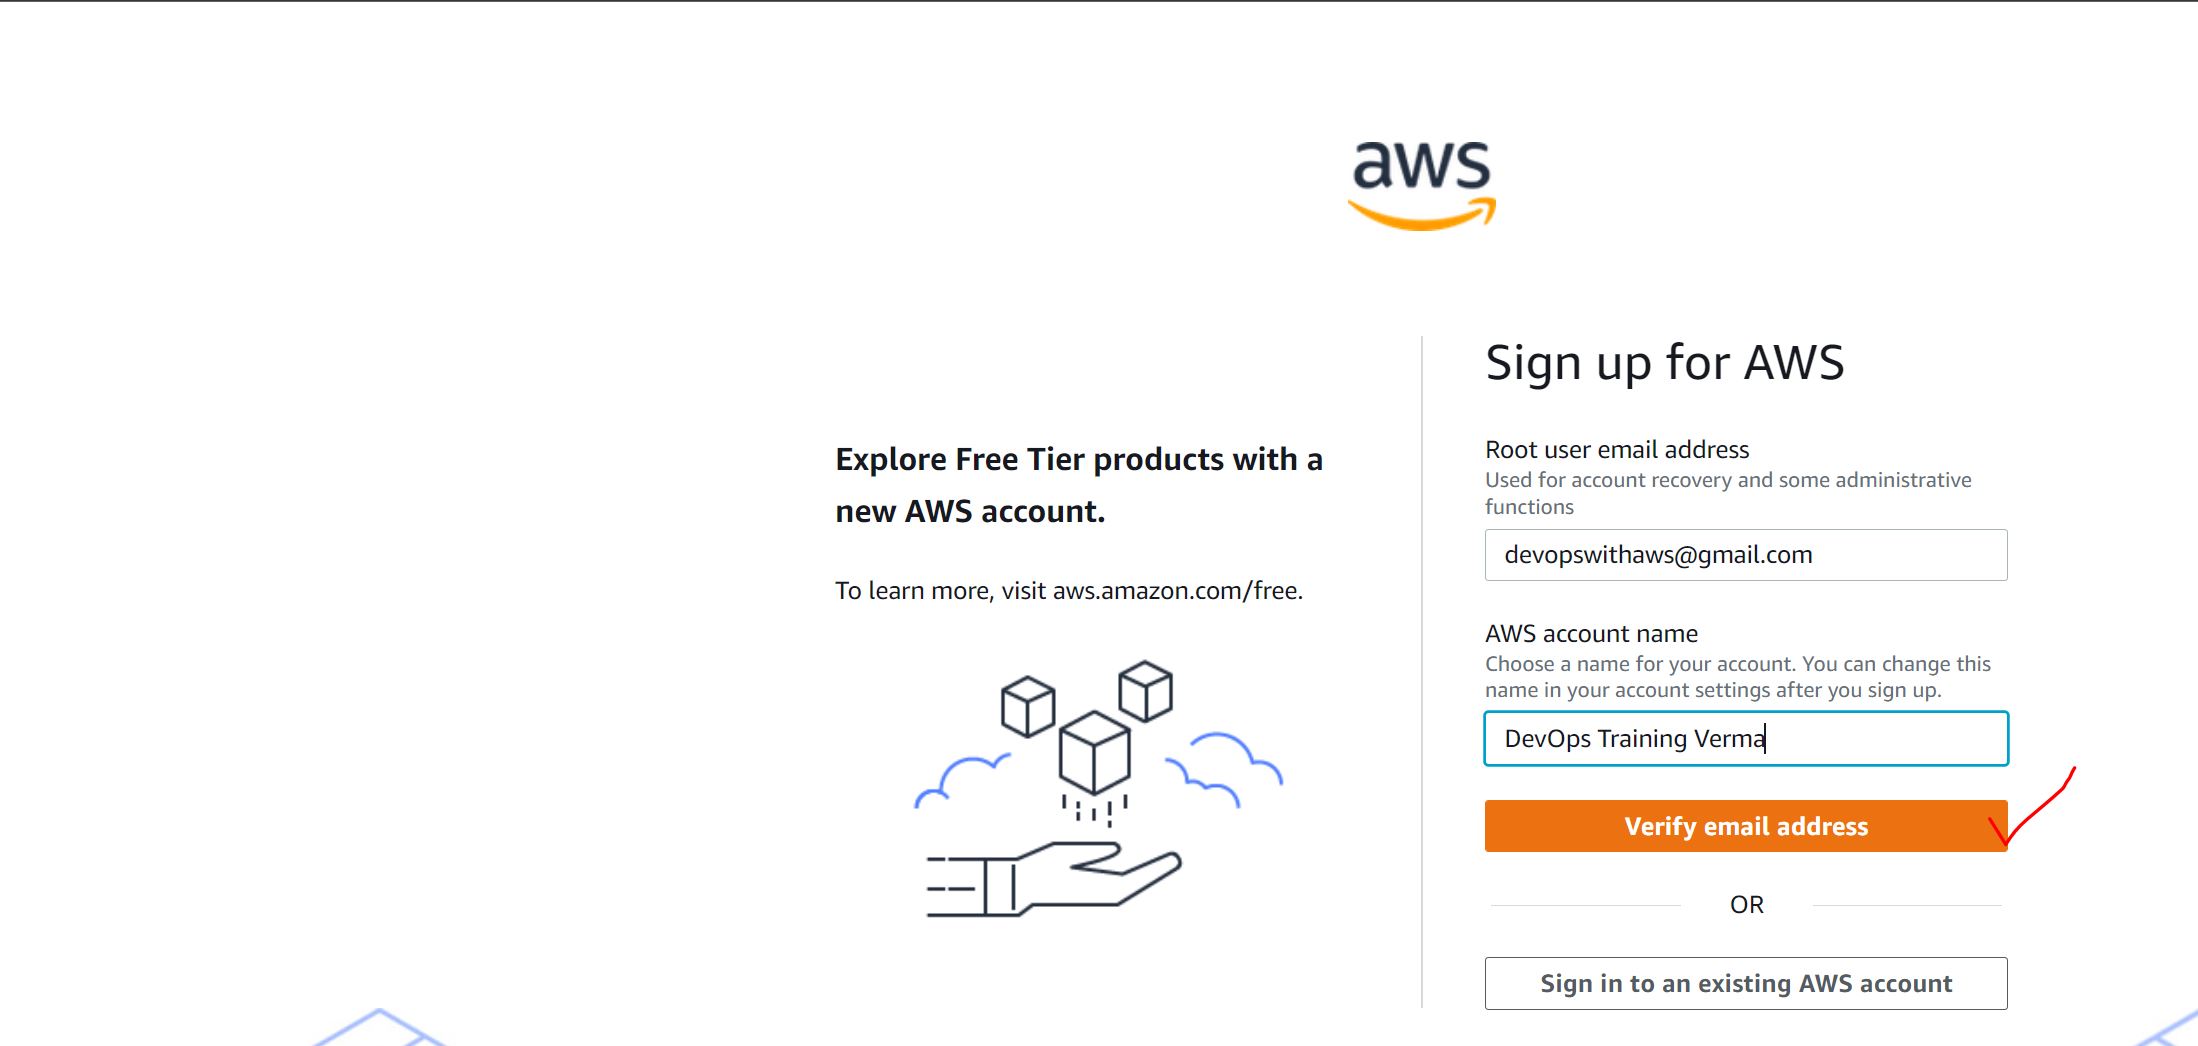 aws
Explore Free Tier products with a
new AWS account.
To learn more, visit aws.amazon.com/free.
Sign up for AWS
Root user email address
Used for account recovery and some administrative
functions
devopswithaws@gmail.com
AWS account name
Choose a name for your account. You can change this
name in your account settings after you sign up.
DevOps Training Verma
Verify email address
OR
Sign in to an existing AWS account